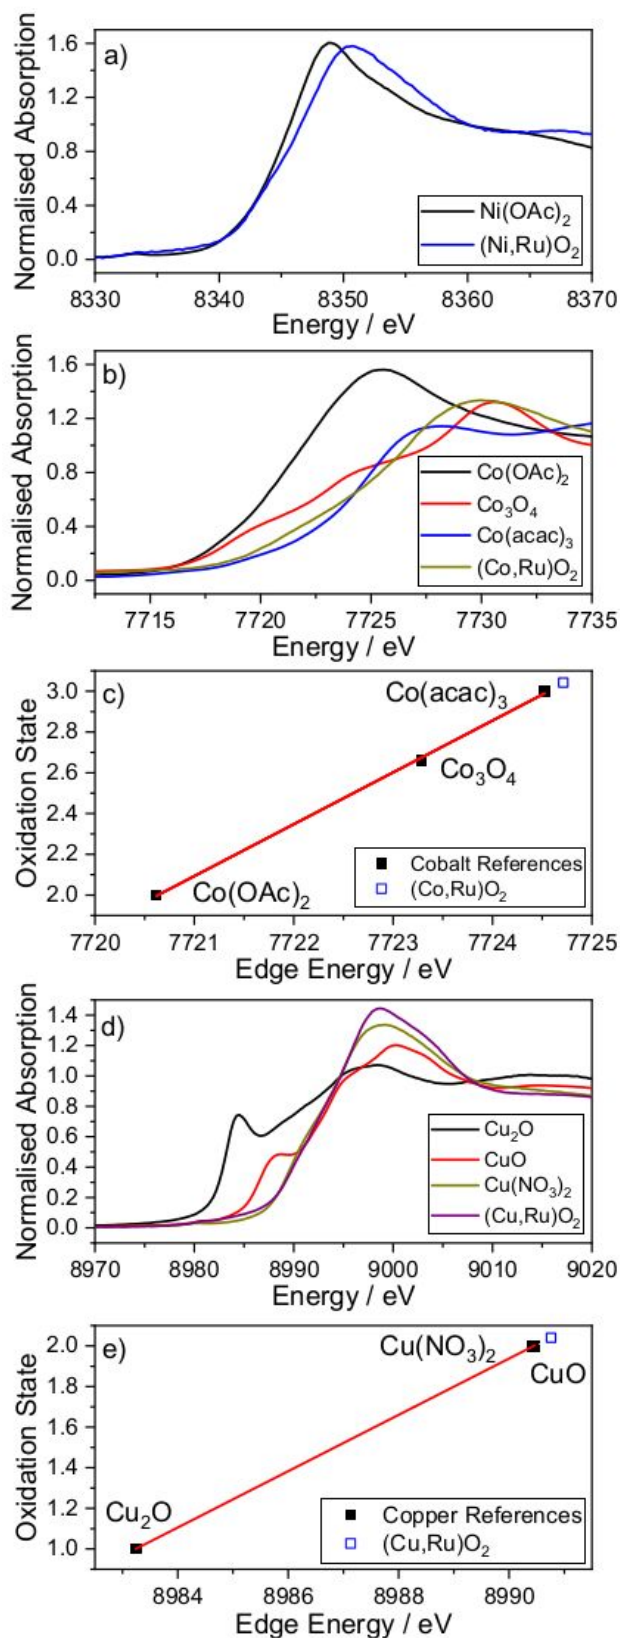 a)
Normalised Absorption
1.6
1.2
0.8
0.4
0.0
Ni(OAc)₂
(Ni,Ru)O₂
8330 8340 8350 8360 8370
Energy / eV
b)
Normalised Absorption
1.6
1.2
0.8
0.4
0.0
Co(OAc)₂
Co₃O₄
Co(acac)₃
(Co,Ru)O₂
7715 7720 7725 7730 7735
Energy / eV
c)
Oxidation State
3.0
2.8
2.6
2.4
2.2
2.0
Co(acac)₃
Co₃O₄
Co(OAc)₂
Cobalt References
(Co,Ru)O₂
7720 7721 7722 7723 7724 7725
Edge Energy / eV
d)
Normalised Absorption
1.4
1.2
1.0
0.8
0.6
0.4
0.2
0.0
Cu₂O
CuO
Cu(NO₃)₂
(Cu,Ru)O₂
8970 8980 8990 9000 9010 9020
Energy / eV
e)
Oxidation State
2.0
1.8
1.6
1.4
1.2
1.0
Cu(NO₃)₂
CuO
Cu₂O
Copper References
(Cu,Ru)O₂
8984 8986 8988 8990
Edge Energy / eV